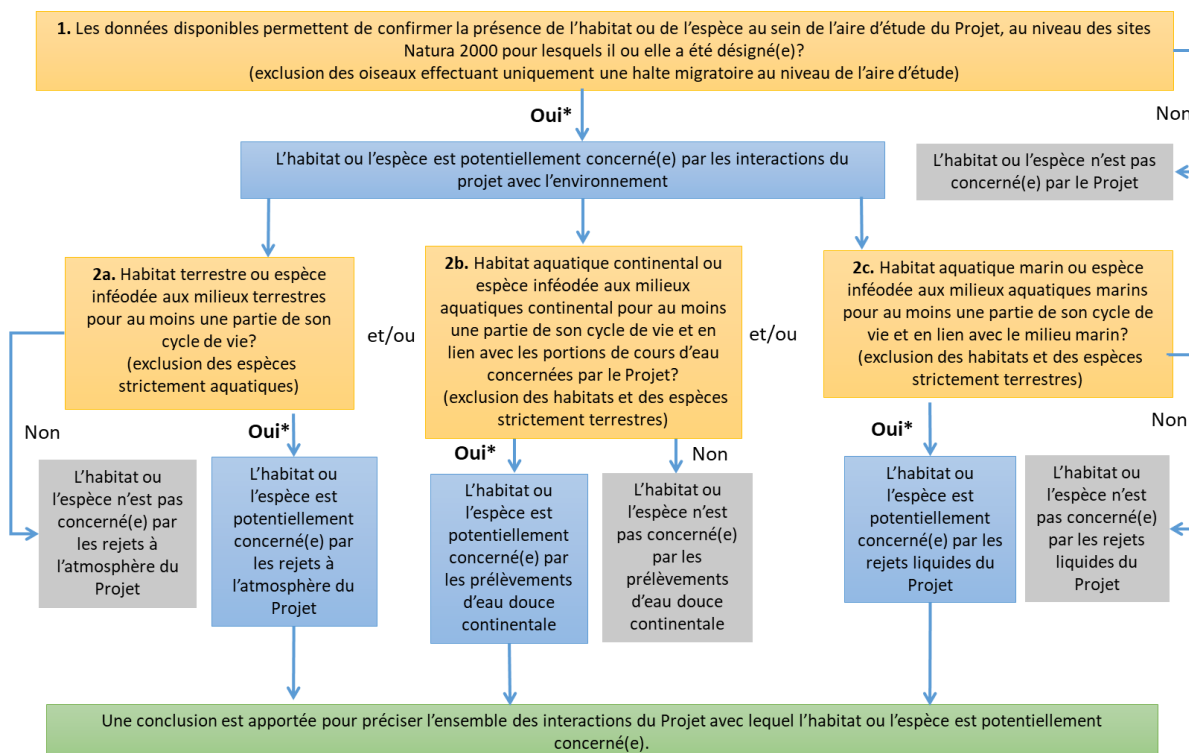 1. Les données disponibles permettent de confirmer la présence de l'habitat ou de l'espèce au sein de l'aire d'étude du Projet, au niveau des sites
Natura 2000 pour lesquels il ou elle a été désigné(e)?
(exclusion des oiseaux effectuant uniquement une halte migratoire au niveau de l'aire d'étude)
Oui*
Non
L'habitat ou l'espèce est potentiellement concerné(e) par les interactions du
projet avec l'environnement
L'habitat ou l'espèce n'est pas
concerné(e) par le Projet
2a. Habitat terrestre ou espèce
inféodée aux milieux terrestres
pour au moins une partie de son
cycle de vie?
(exclusion des espèces
strictement aquatiques)
et/ou
2b. Habitat aquatique continental ou
espèce inféodée aux milieux
aquatiques continental pour au moins
une partie de son cycle de vie et en
lien avec les portions de cours d'eau
concernées par le Projet?
(exclusion des habitats et des espèces
strictement terrestres)
et/ou
2c. Habitat aquatique marin ou espèce
inféodée aux milieux aquatiques marins
pour au moins une partie de son cycle de
vie et en lien avec le milieu marin?
(exclusion des habitats et des espèces
strictement terrestres)
Non
Oui*
Oui*
Non
Oui*
Non
L'habitat ou
l'espèce n'est pas
concerné(e) par
les rejets à
l'atmosphère du
Projet
L'habitat ou
l'espèce est
potentiellement
concerné(e) par
les rejets à
l'atmosphère du
Projet
L'habitat ou
l'espèce est
potentiellement
concerné(e) par
les prélèvements
d'eau douce
continentale
L'habitat ou
l'espèce n'est
pas concerné(e)
par les
prélèvements
d'eau douce
continentale
L'habitat ou
l'espèce est
potentiellement
concerné(e) par les
rejets liquides du
Projet
L'habitat ou
l'espèce n'est
pas concerné(e)
par les rejets
liquides du
Projet
Une conclusion est apportée pour préciser l'ensemble des interactions du Projet avec lequel l'habitat ou l'espèce est potentiellement
concerné(e).